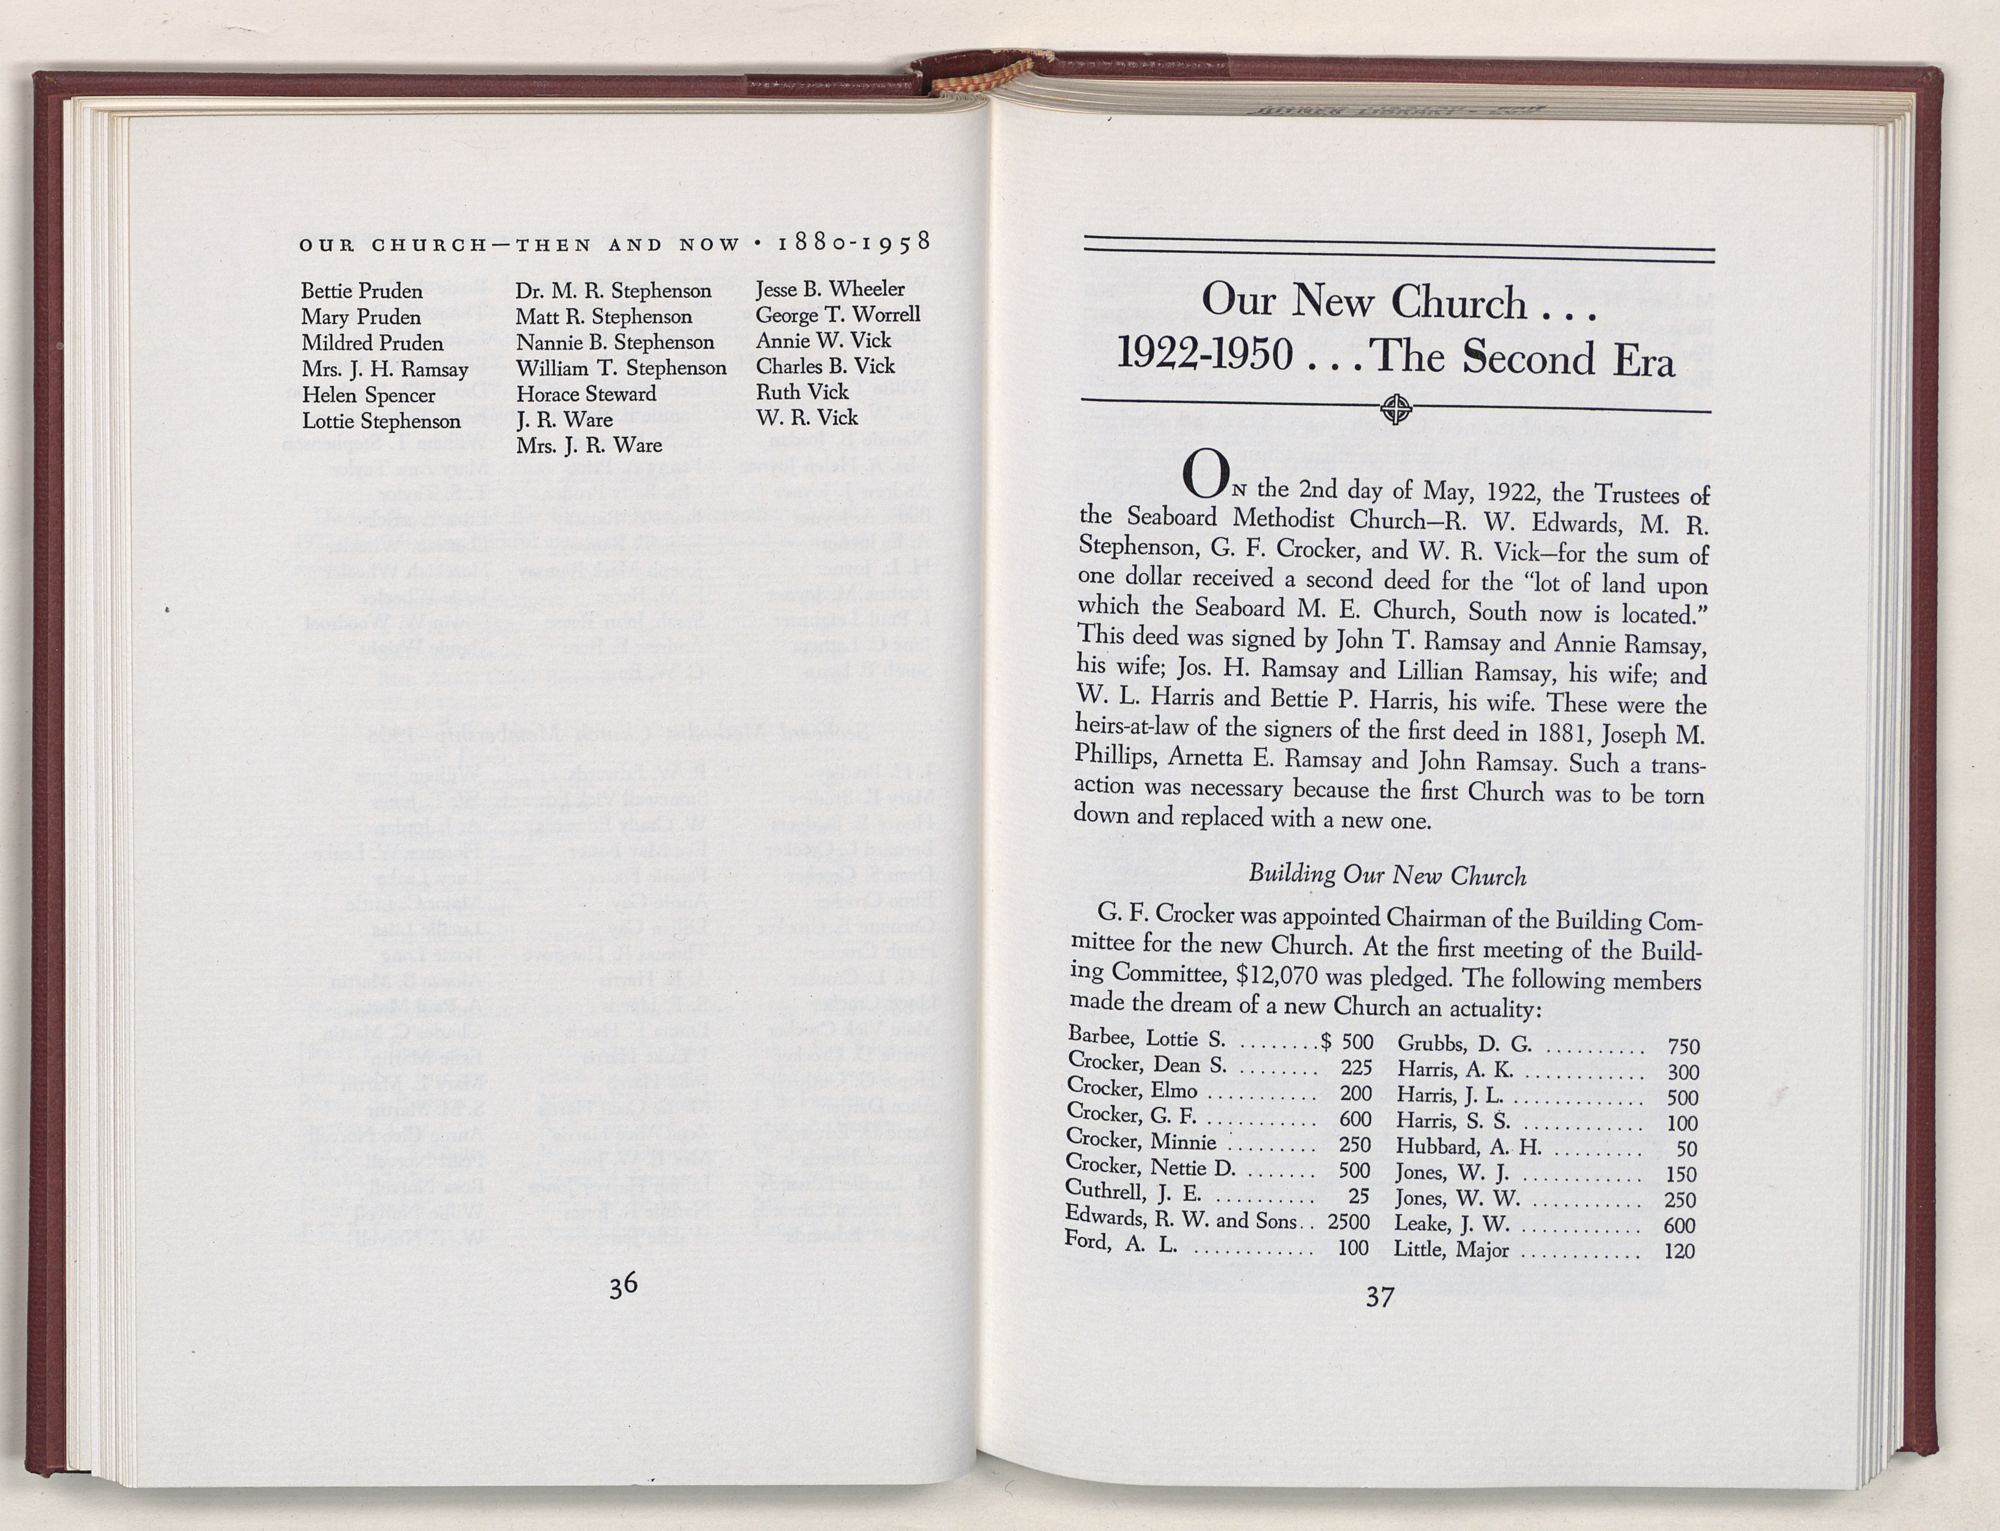 OUR CHURCH—THEN AND NOW • 1880-1958
Bettie Pruden
Mary Pruden
Mildred Pruden
Mrs. J. H. Ramsay
Helen Spencer
Lottie Stephenson
Dr. M. R. Stephenson
Matt R. Stephenson
Nannie B. Stephenson
William T. Stephenson
Horace Steward
J. R. Ware
Mrs. J. R. Ware
Jesse B. Wheeler
George T. Worrell
Annie W. Vick
Charles B. Vick
Ruth Vick
W. R. Vick
36
Our New Church . . .
1922-1950 . . . The Second Era
ON the 2nd day of May, 1922, the Trustees of
the Seaboard Methodist Church—R. W. Edwards, M. R.
Stephenson, G. F. Crocker, and W. R. Vick—for the sum of
one dollar received a second deed for the “lot of land upon
which the Seaboard M. E. Church, South now is located.”
This deed was signed by John T. Ramsay and Annie Ramsay,
his wife; Jos. H. Ramsay and Lillian Ramsay, his wife; and
W. L. Harris and Bettie P. Harris, his wife. These were the
heirs-at-law of the signers of the first deed in 1881, Joseph M.
Phillips, Arnetta E. Ramsay and John Ramsay. Such a trans-
action was necessary because the first Church was to be torn
down and replaced with a new one.
Building Our New Church
G. F. Crocker was appointed Chairman of the Building Com-
mittee for the new Church. At the first meeting of the Build-
ing Committee, $12,070 was pledged. The following members
made the dream of a new Church an actuality:
Barbee, Lottie S. ........$ 500
Crocker, Dean S. ........ 225
Crocker, Elmo ........... 200
Crocker, G. F. ........... 600
Crocker, Minnie ......... 250
Crocker, Nettie D. ....... 500
Cuthrell, J. E. .......... 25
Edwards, R. W. and Sons.. 2500
Ford, A. L. ............ 100
Grubbs, D. G. .......... 750
Harris, A. K. ............ 300
Harris, J. L. ............. 500
Harris, S. S. ............ 100
Hubbard, A. H. ......... 50
Jones, W. J. ............ 150
Jones, W. W. ........... 250
Leake, J. W. ............ 600
Little, Major ............ 120
37